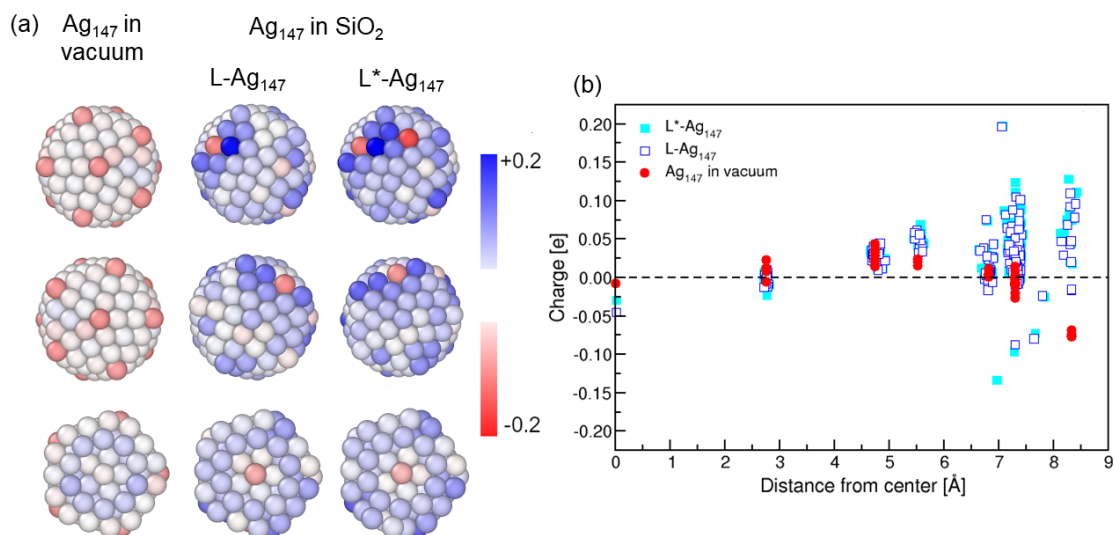 (a)
Ag147 in
vacuum
Ag147 in SiO2
L-Ag147
L*-Ag147
+0.2
-0.2
(b)
L*-Ag147
L-Ag147
Ag147 in vacuum
Charge [e]
0.20
0.15
0.10
0.05
0.00
-0.05
-0.10
-0.15
-0.20
0 1 2 3 4 5 6 7 8 9
Distance from center [Å]